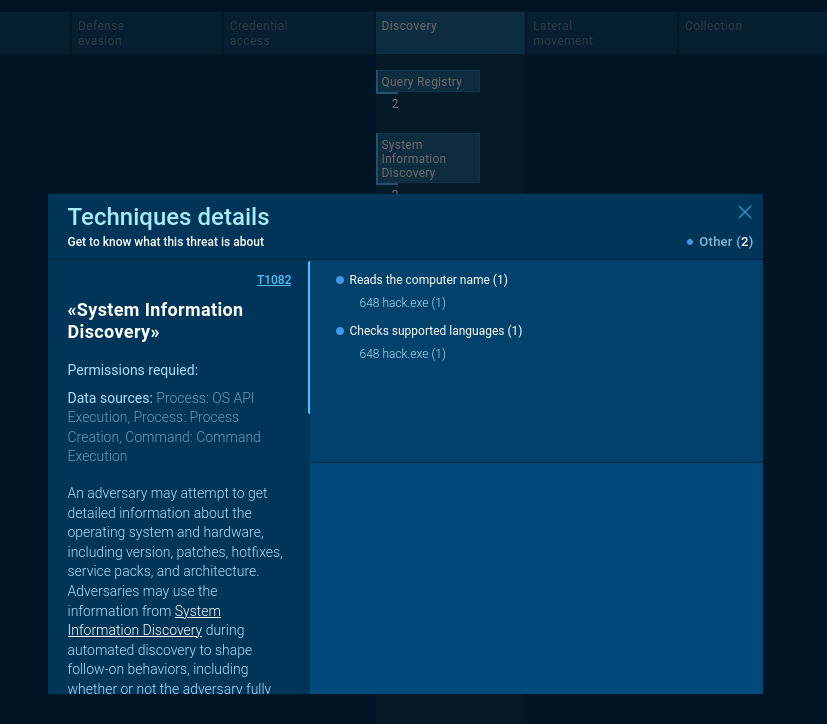 Defense
evasion
Credential
access
Discovery
Lateral
movement
Collection
Query Registry
2
System
Information
Discovery
Techniques details
Get to know what this threat is about
Other (2)
T1082
«System Information
Discovery»
Permissions requied:
Data sources: Process: OS API
Execution, Process: Process
Creation, Command: Command
Execution
An adversary may attempt to get
detailed information about the
operating system and hardware,
including version, patches, hotfixes,
service packs, and architecture.
Adversaries may use the
information from System
Information Discovery during
automated discovery to shape
follow-on behaviors, including
whether or not the adversary fully
Reads the computer name (1)
648 hack.exe (1)
Checks supported languages (1)
648 hack.exe (1)